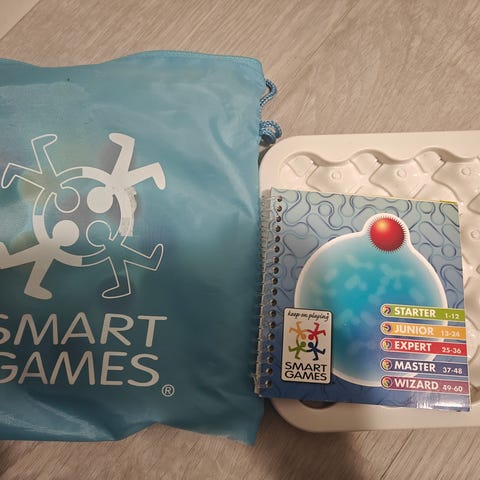 SMART
GAMES
®
keep on playing
SMART
GAMES
STARTER 1-12
JUNIOR 13-24
EXPERT 25-36
MASTER 37-48
WIZARD 49-60